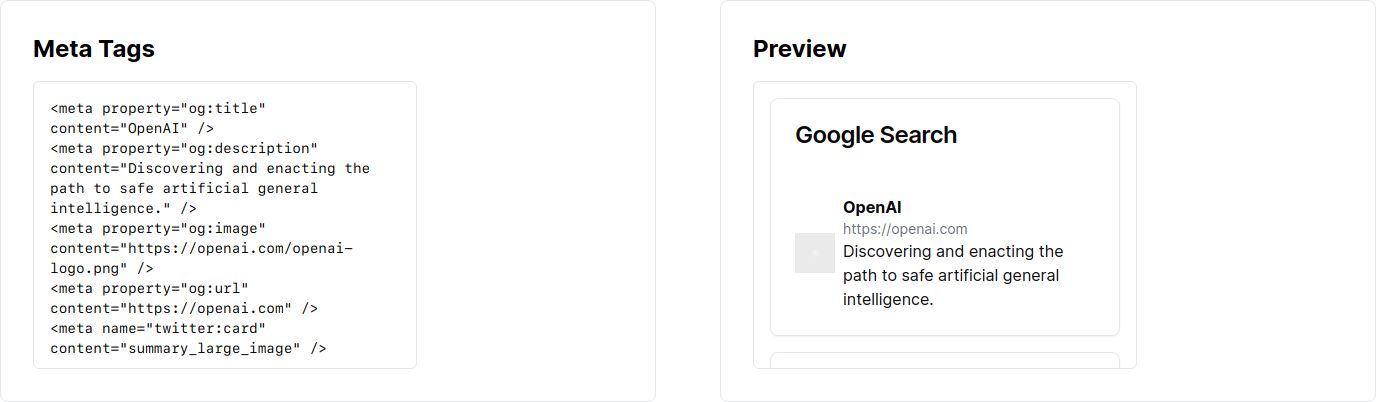 Meta Tags
<meta property="og:title"
content="OpenAI" />
<meta property="og:description"
content="Discovering and enacting the
path to safe artificial general
intelligence." />
<meta property="og:image"
content="https://openai.com/openai-
logo.png" />
<meta property="og:url"
content="https://openai.com" />
<meta name="twitter:card"
content="summary_large_image" />
Preview
Google Search
OpenAI
https://openai.com
Discovering and enacting the
path to safe artificial general
intelligence.